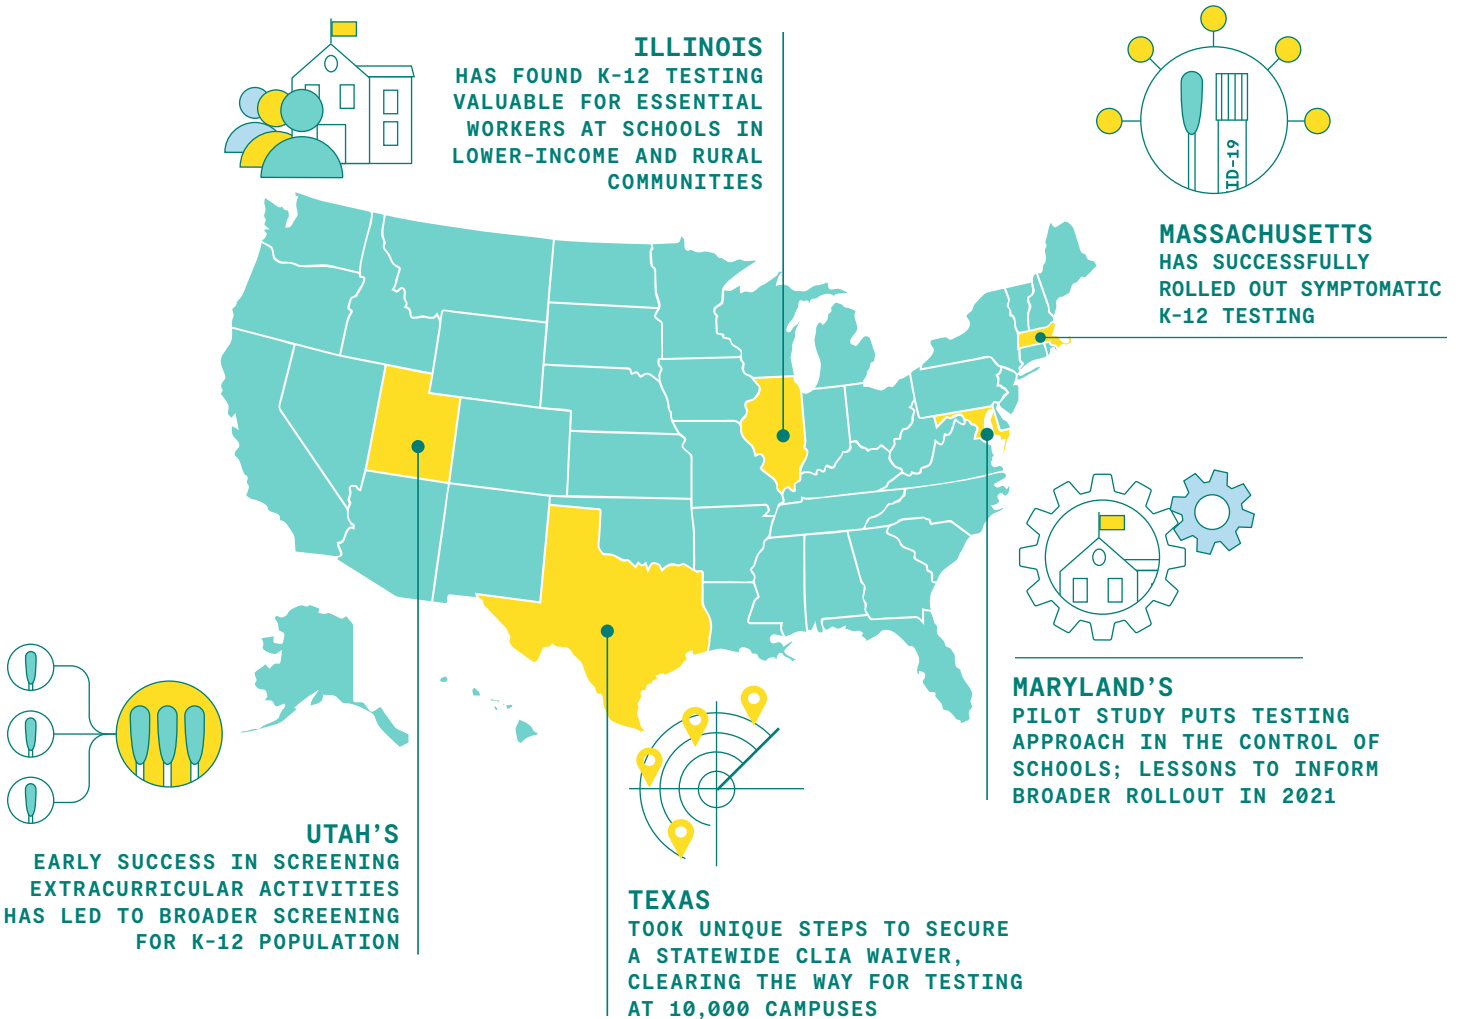 ILLINOIS
HAS FOUND K-12 TESTING
VALUABLE FOR ESSENTIAL
WORKERS AT SCHOOLS IN
LOWER-INCOME AND RURAL
COMMUNITIES
ID-19
MASSACHUSETTS
HAS SUCCESSFULLY
ROLLED OUT SYMPTOMATIC
K-12 TESTING
MARYLAND’S
PILOT STUDY PUTS TESTING
APPROACH IN THE CONTROL OF
SCHOOLS; LESSONS TO INFORM
BROADER ROLLOUT IN 2021
UTAH’S
EARLY SUCCESS IN SCREENING
EXTRACURRICULAR ACTIVITIES
HAS LED TO BROADER SCREENING
FOR K-12 POPULATION
TEXAS
TOOK UNIQUE STEPS TO SECURE
A STATEWIDE CLIA WAIVER,
CLEARING THE WAY FOR TESTING
AT 10,000 CAMPUSES